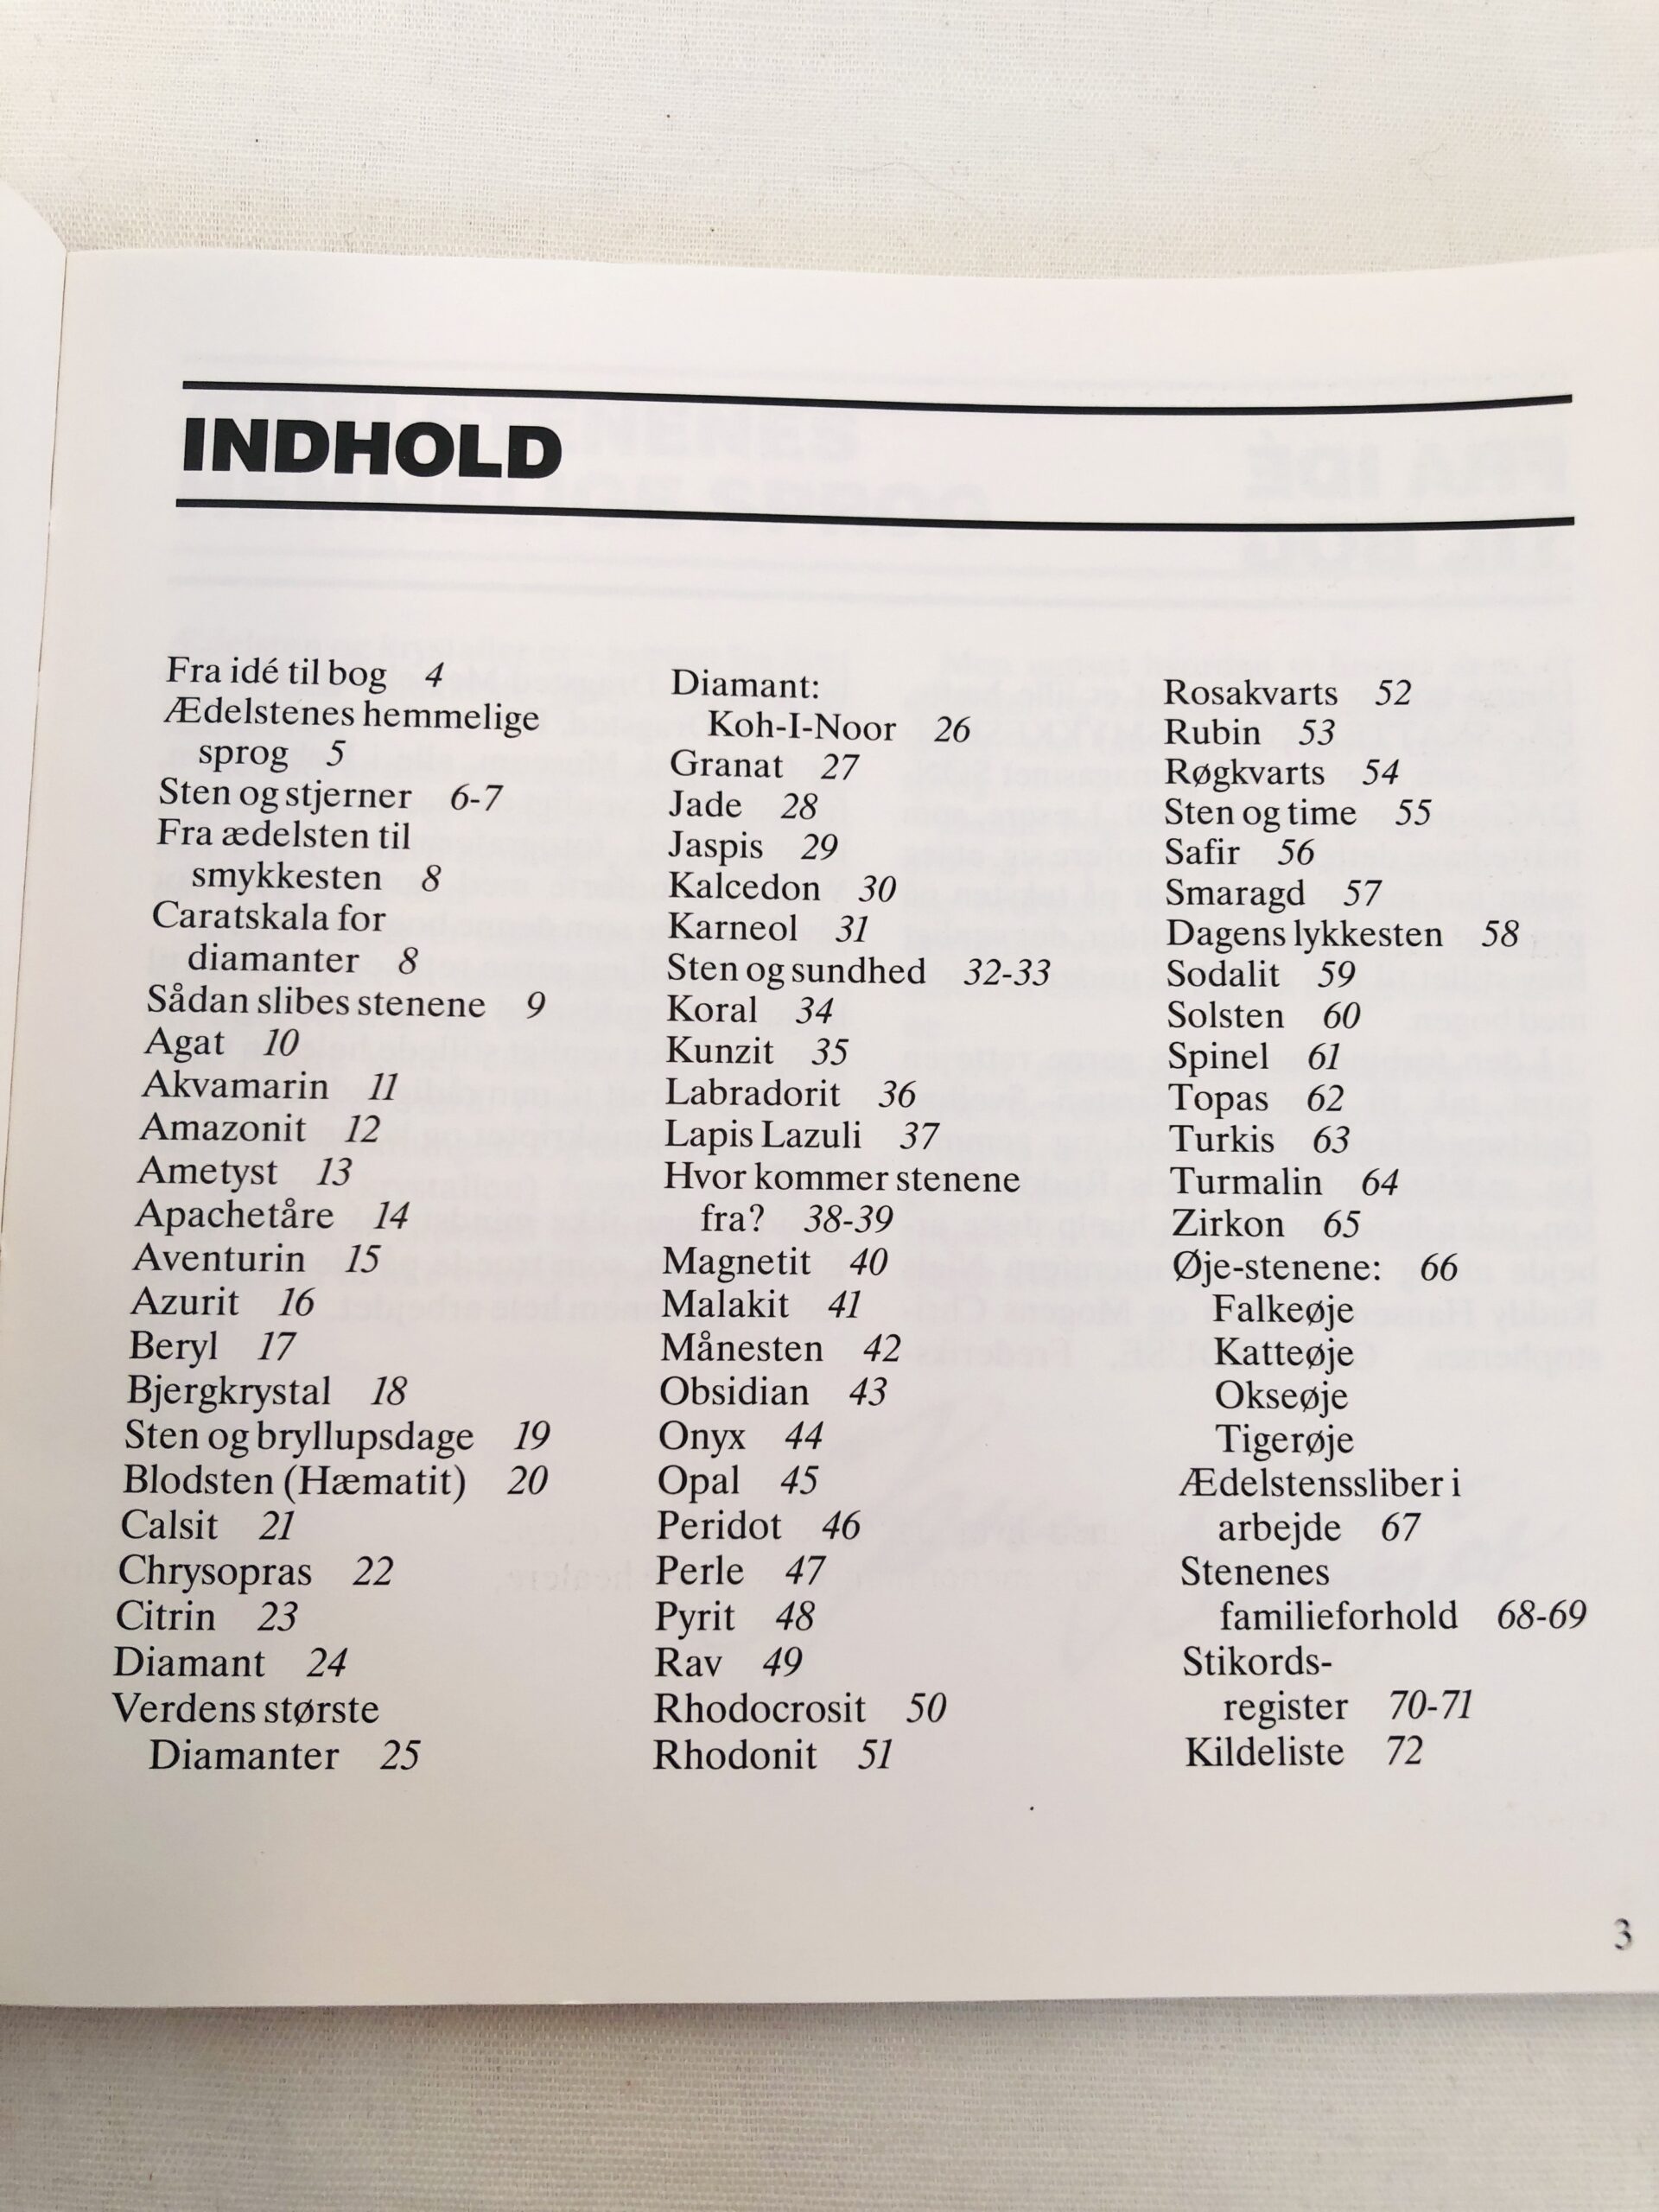 INDHOLD
Fra idé til bog 4
Ædelstenes hemmelige
sprog 5
Sten og stjerner 6-7
Fra ædelsten til
smykkesten 8
Caratskala for
diamanter 8
Sådan slibes stenene 9
Agat 10
Akvamarin 11
Amazonit 12
Ametyst 13
Apachetåre 14
Aventurin 15
Azurit 16
Beryl 17
Bjergkrystal 18
Sten og bryllupsdage 19
Blodsten (Hæmatit) 20
Calsit 21
Chrysopras 22
Citrin 23
Diamant 24
Verdens største
Diamanter 25
Diamant:
Koh-I-Noor 26
Granat 27
Jade 28
Jaspis 29
Kalcedon 30
Karneol 31
Sten og sundhed 32-33
Koral 34
Kunzit 35
Labradorit 36
Lapis Lazuli 37
Hvor kommer stenene
fra? 38-39
Magnetit 40
Malakit 41
Månesten 42
Obsidian 43
Onyx 44
Opal 45
Peridot 46
Perle 47
Pyrit 48
Rav 49
Rhodocrosit 50
Rhodonit 51
Rosakvarts 52
Rubin 53
Røgkvarts 54
Sten og time 55
Safir 56
Smaragd 57
Dagens lykkesten 58
Sodalit 59
Solsten 60
Spinel 61
Topas 62
Turkis 63
Turmalin 64
Zirkon 65
Øje-stenene: 66
Falkeøje
Katteøje
Okseøje
Tigerøje
Ædelstenssliber i
arbejde 67
Stenenes
familieforhold 68-69
Stikords-
register 70-71
Kildeliste 72
3